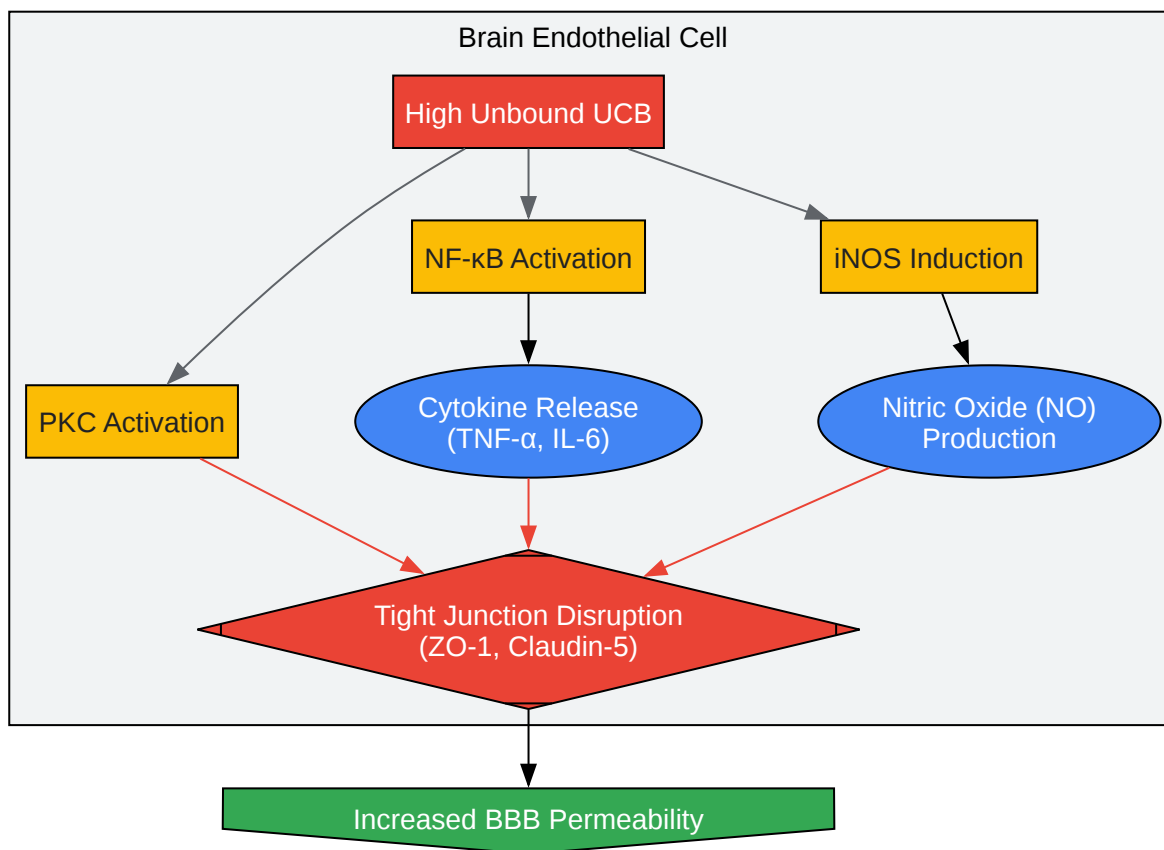 Brain Endothelial Cell
High Unbound UCB
NF-κB Activation
iNOS Induction
PKC Activation
Cytokine Release
(TNF-α, IL-6)
Nitric Oxide (NO)
Production
Tight Junction Disruption
(ZO-1, Claudin-5)
Increased BBB Permeability